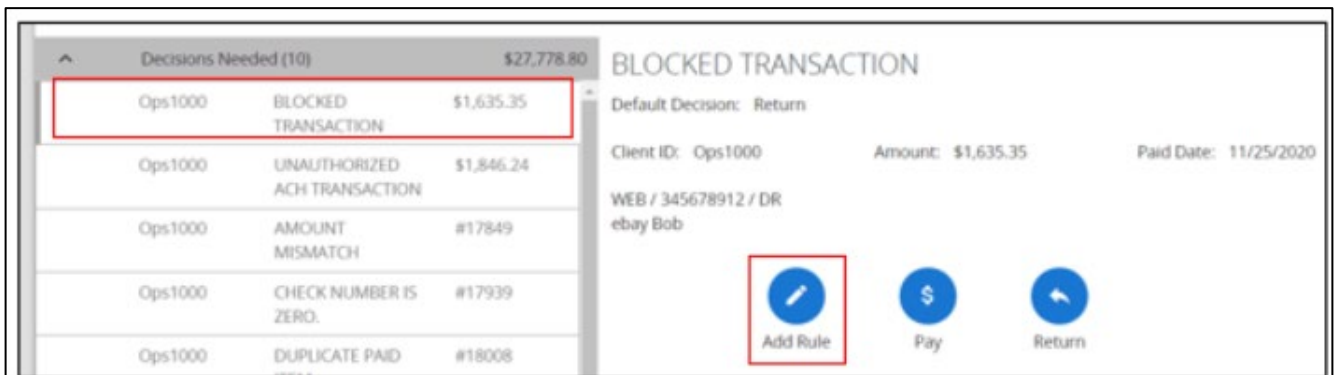 Decisions Needed (10) $27,778.80
Ops1000 BLOCKED $1,635.35
TRANSACTION
Ops1000 UNAUTHORIZED $1,846.24
ACH TRANSACTION
Ops1000 AMOUNT #17849
MISMATCH
Ops1000 CHECK NUMBER IS #17939
ZERO.
Ops1000 DUPLICATE PAID #18008
BLOCKED TRANSACTION
Default Decision: Return
Client ID: Ops1000 Amount: $1,635.35 Paid Date: 11/25/2020
WEB / 345678912 / DR
ebay Bob
$
Add Rule Pay Return